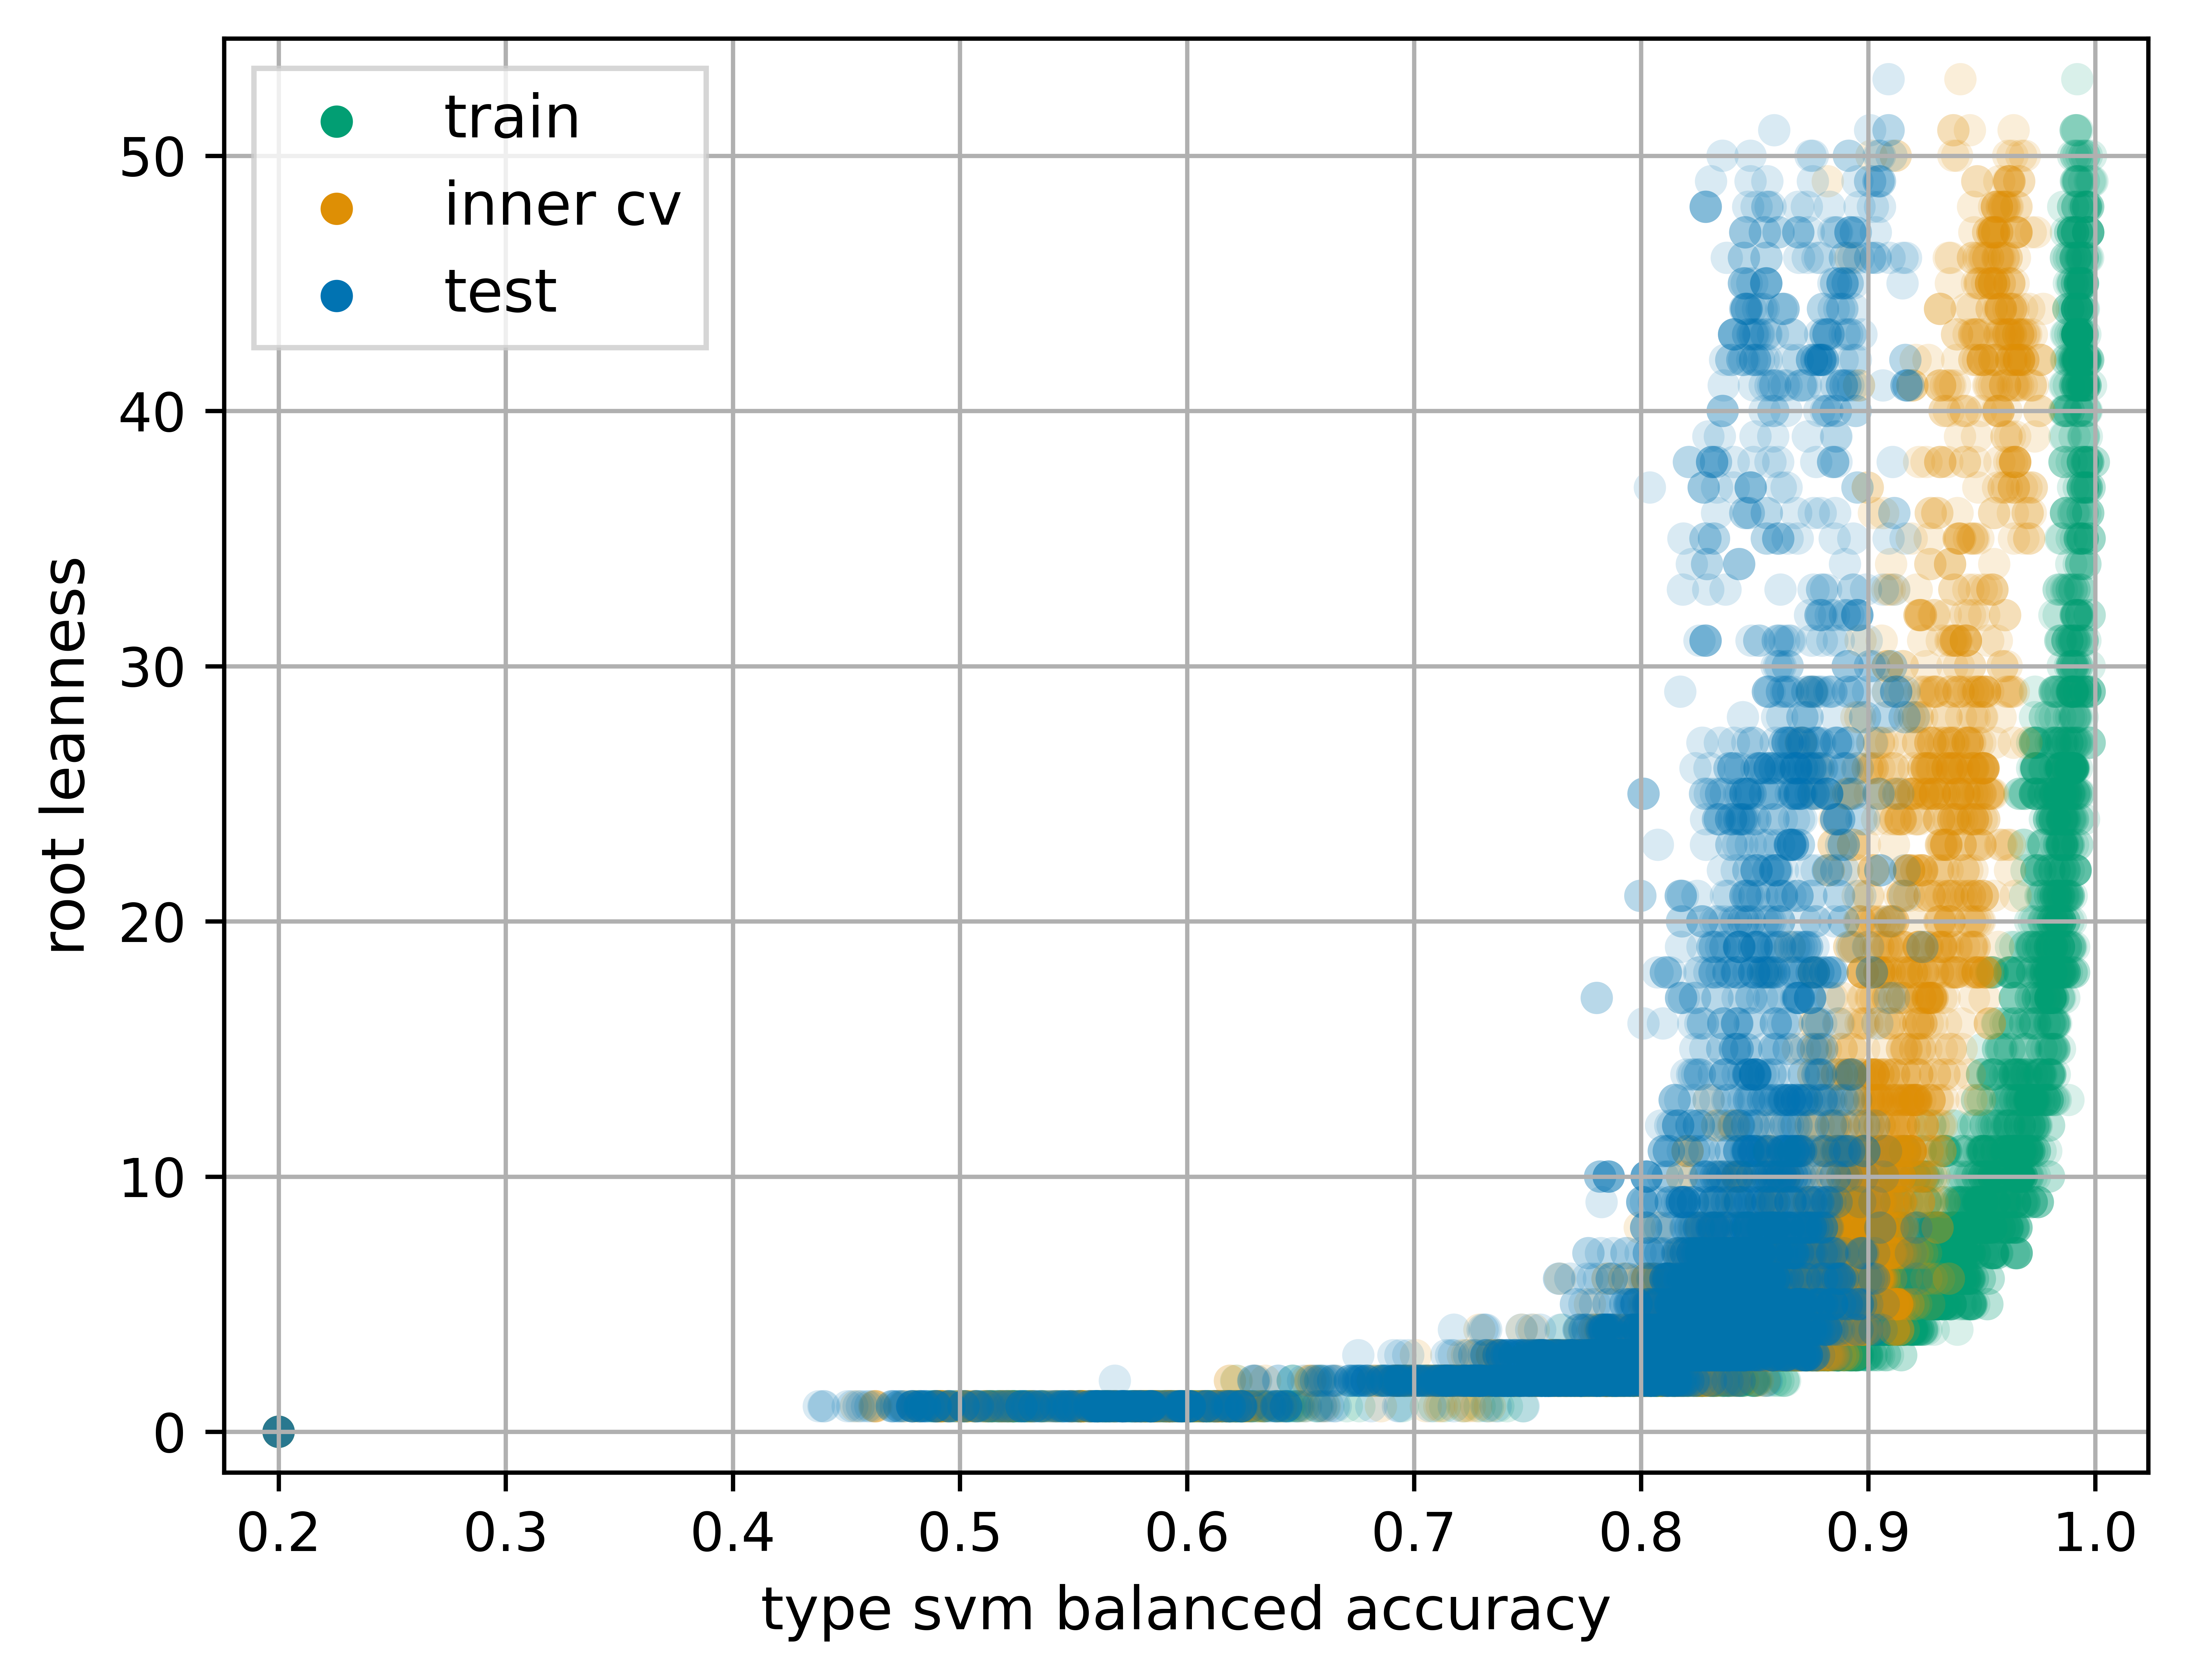 train
inner cv
test
50
40
30
20
10
0
root leanness
0.2 0.3 0.4 0.5 0.6 0.7 0.8 0.9 1.0
type svm balanced accuracy